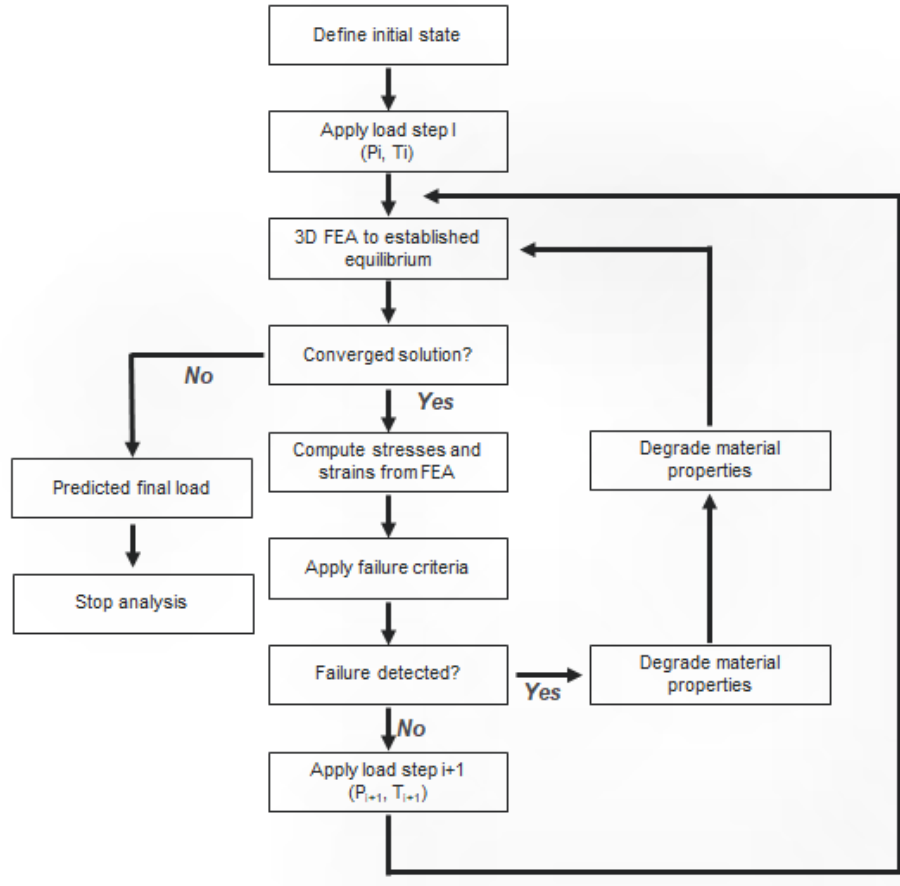 Define initial state
Apply load step I
(Pi, Ti)
3D FEA to established
equilibrium
Converged solution?
No
Yes
Compute stresses and
strains from FEA
Degrade material
properties
Predicted final load
Apply failure criteria
Stop analysis
Failure detected?
Yes
Degrade material
properties
No
Apply load step i+1
(Pi+1, Ti+1)